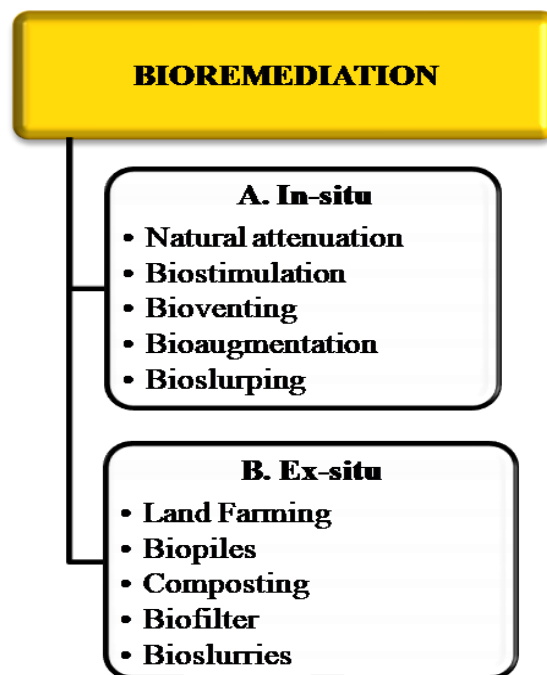 BIOREMEDIATION
A. In-situ
• Natural attenuation
• Biostimulation
• Bioventing
• Bioaugmentation
• Bioslurping
B. Ex-situ
• Land Farming
• Biopiles
• Composting
• Biofilter
• Bioslurries